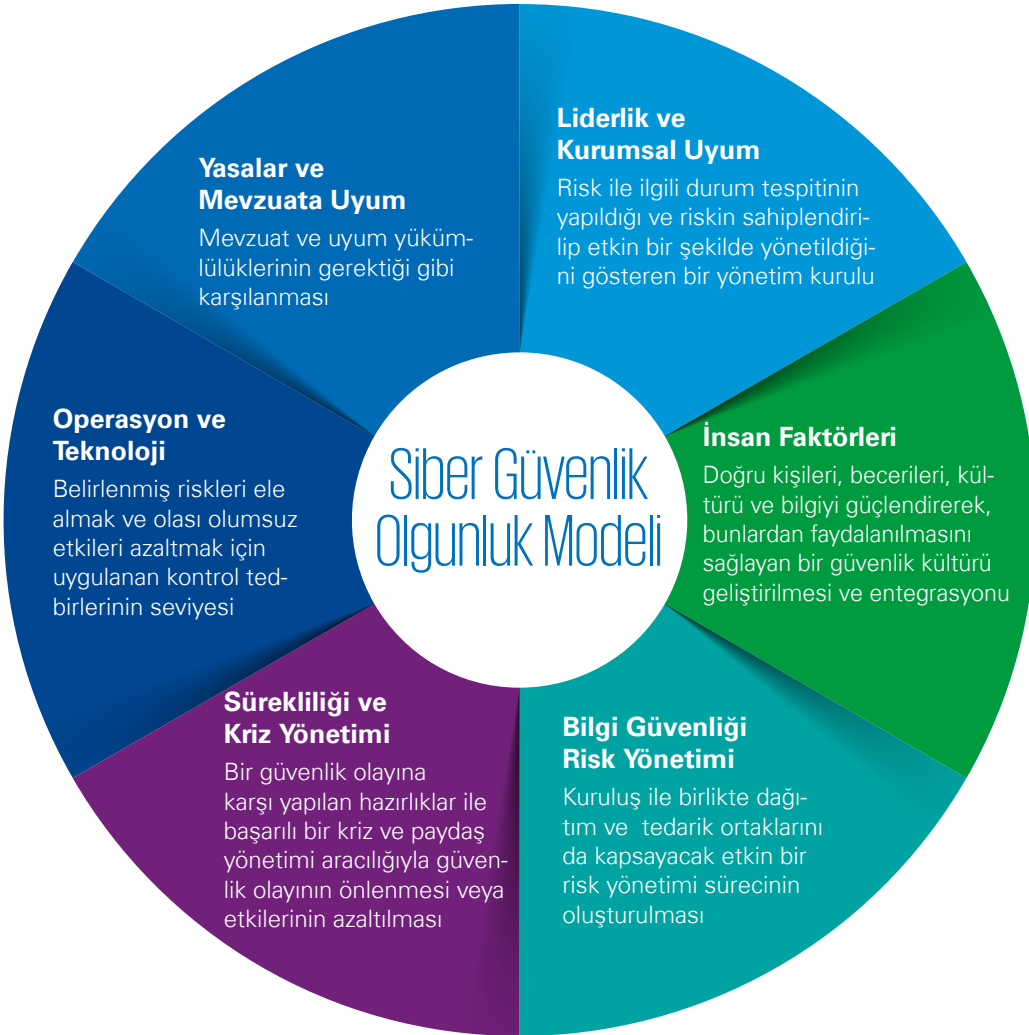 Liderlik ve
Kurumsal Uyum
Risk ile ilgili durum tespitinin
yapıldığı ve riskin sahiplendiri-
lip etkin bir şekilde yönetildiği-
ni gösteren bir yönetim kurulu
İnsan Faktörleri
Doğru kişileri, becerileri, kül-
türü ve bilgiyi güçlendirerek,
bunlardan faydalanılmasını
sağlayan bir güvenlik kültürü
geliştirilmesi ve entegrasyonu
Bilgi Güvenliği
Risk Yönetimi
Kuruluş ile birlikte dağı-
tım ve tedarik ortaklarını
da kapsayacak etkin bir
risk yönetimi sürecinin
oluşturulması
Sürekliliği ve
Kriz Yönetimi
Bir güvenlik olayına
karşı yapılan hazırlıklar ile
başarılı bir kriz ve paydaş
yönetimi aracılığıyla güven-
lik olayının önlenmesi veya
etkilerinin azaltılması
Operasyon ve
Teknoloji
Belirlenmiş riskleri ele
almak ve olası olumsuz
etkileri azaltmak için
uygulanan kontrol ted-
birlerinin seviyesi
Yasalar ve
Mevzuata Uyum
Mevzuat ve uyum yüküm-
lülüklerinin gerektiği gibi
karşılanması
Siber Güvenlik
Olgunluk Modeli